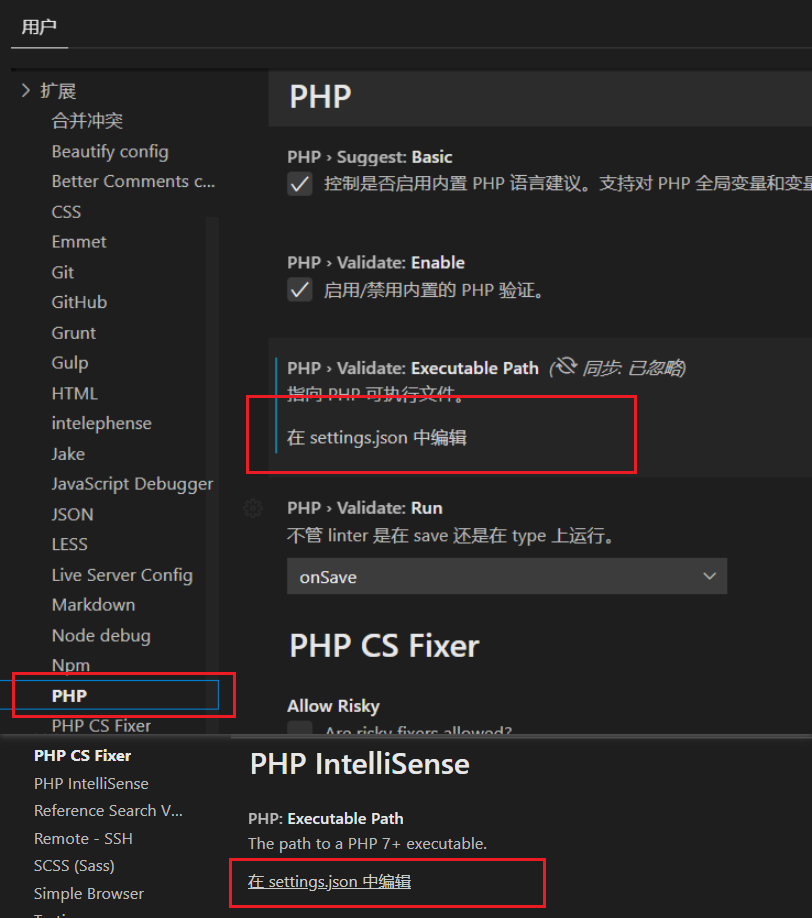 用户
扩展
合并冲突
Beautify config
Better Comments c...
CSS
Emmet
Git
GitHub
Grunt
Gulp
HTML
intelephense
Jake
JavaScript Debugger
JSON
LESS
Live Server Config
Markdown
Node debug
Npm
PHP
PHP CS Fixer
PHP
PHP › Suggest: Basic
控制是否启用内置 PHP 语言建议。支持对 PHP 全局变量和变量
PHP › Validate: Enable
启用/禁用内置的 PHP 验证。
PHP › Validate: Executable Path (同步: 已忽略)
指向 PHP 可执行文件。
在 settings.json 中编辑
PHP › Validate: Run
不管 linter 是在 save 还是在 type 上运行。
onSave
PHP CS Fixer
Allow Risky
Are risky fixers allowed?
PHP CS Fixer
PHP IntelliSense
Reference Search V...
Remote - SSH
SCSS (Sass)
Simple Browser
PHP IntelliSense
PHP: Executable Path
The path to a PHP 7+ executable.
在 settings.json 中编辑